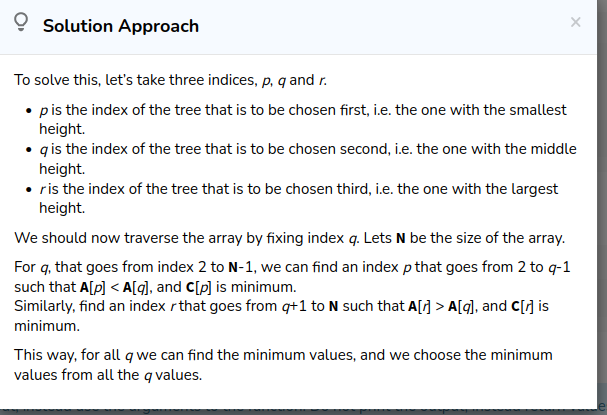 Solution Approach
×
To solve this, let's take three indices, p, q and r.
• p is the index of the tree that is to be chosen first, i.e. the one with the smallest
height.
• q is the index of the tree that is to be chosen second, i.e. the one with the middle
height.
• r is the index of the tree that is to be chosen third, i.e. the one with the largest
height.
We should now traverse the array by fixing index q. Lets N be the size of the array.
For q, that goes from index 2 to N-1, we can find an index p that goes from 2 to q-1
such that A[p] < A[q], and C[p] is minimum.
Similarly, find an index r that goes from q+1 to N such that A[r] > A[q], and C[r] is
minimum.
This way, for all q we can find the minimum values, and we choose the minimum
values from all the q values.